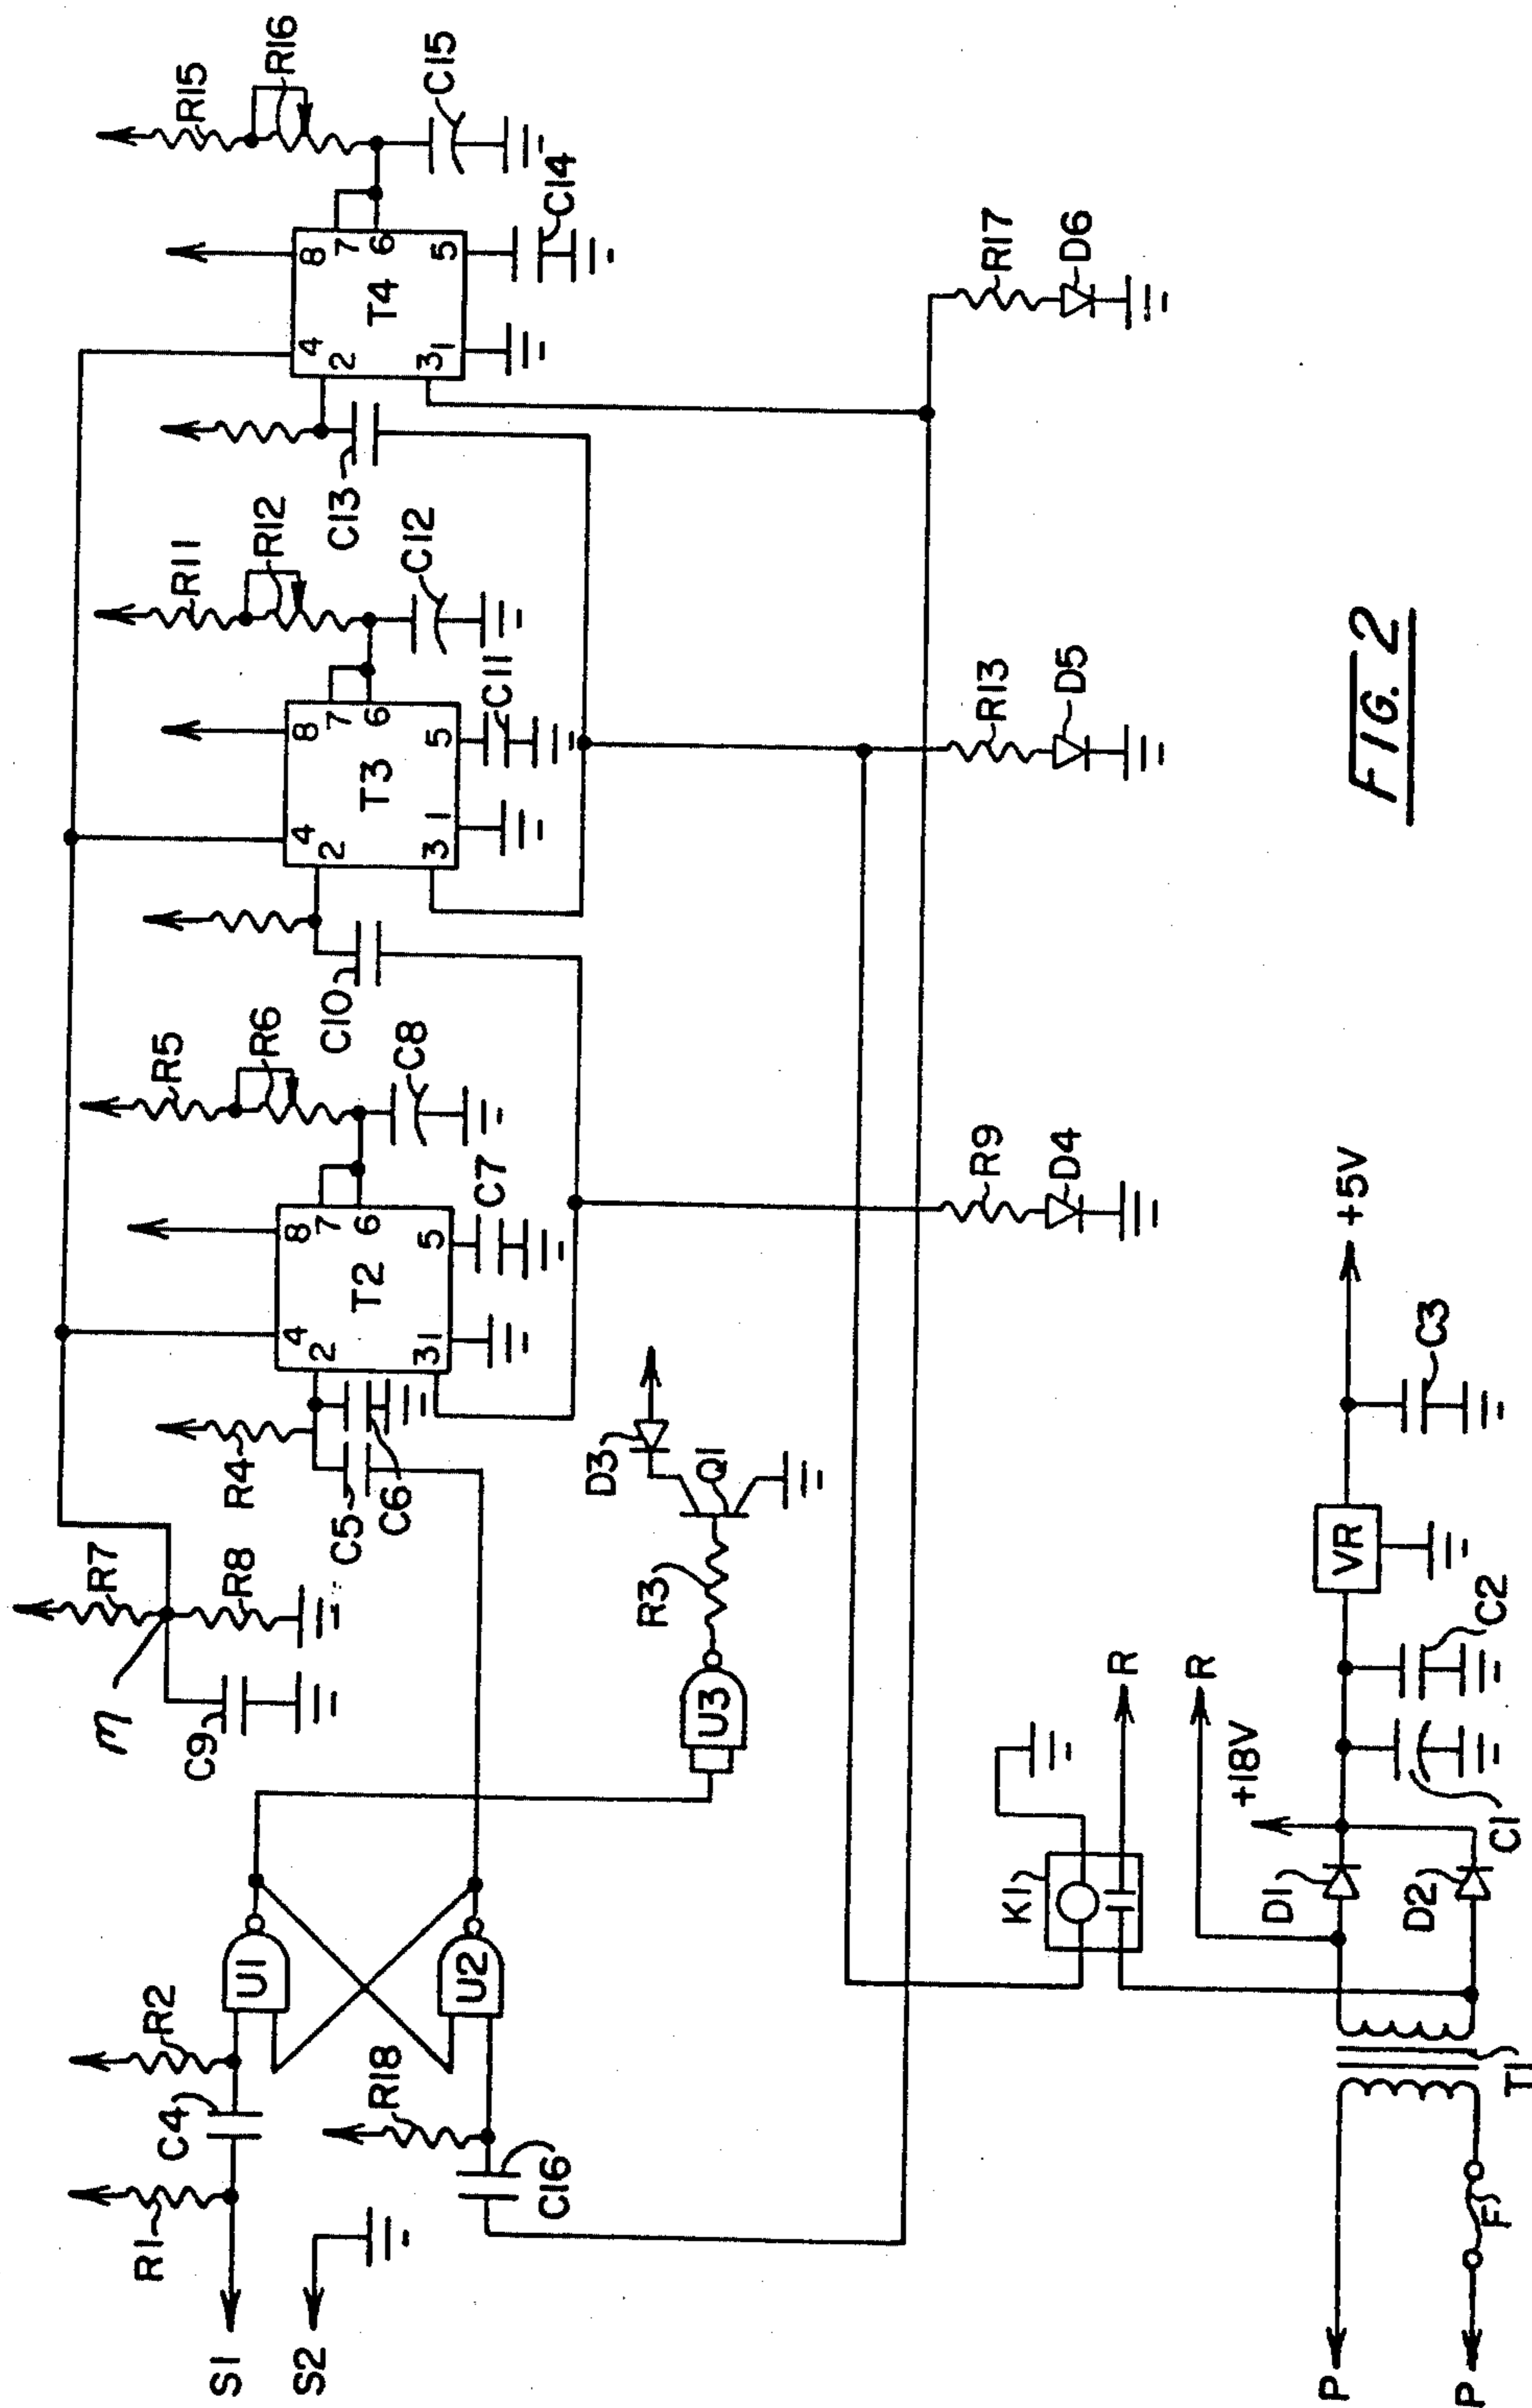 R15
R16
C15
8
7
6
5
4
2
3
1
T4
C14
C13
R17
D6
R11
R12
C12
8
7
6
5
4
2
3
1
T3
C11
C10
R13
D5
R5
R6
C8
8
7
6
5
4
2
3
1
T2
C7
R9
D4
R4
C5
C6
R7
R8
M
C9
D3
Q1
R3
U3
U1
U2
R2
C4
R1
R18
C16
S1
S2
K1
R
R
+18V
+5V
C3
VR
C2
C1
D1
D2
T1
F
P
P
FIG. 2